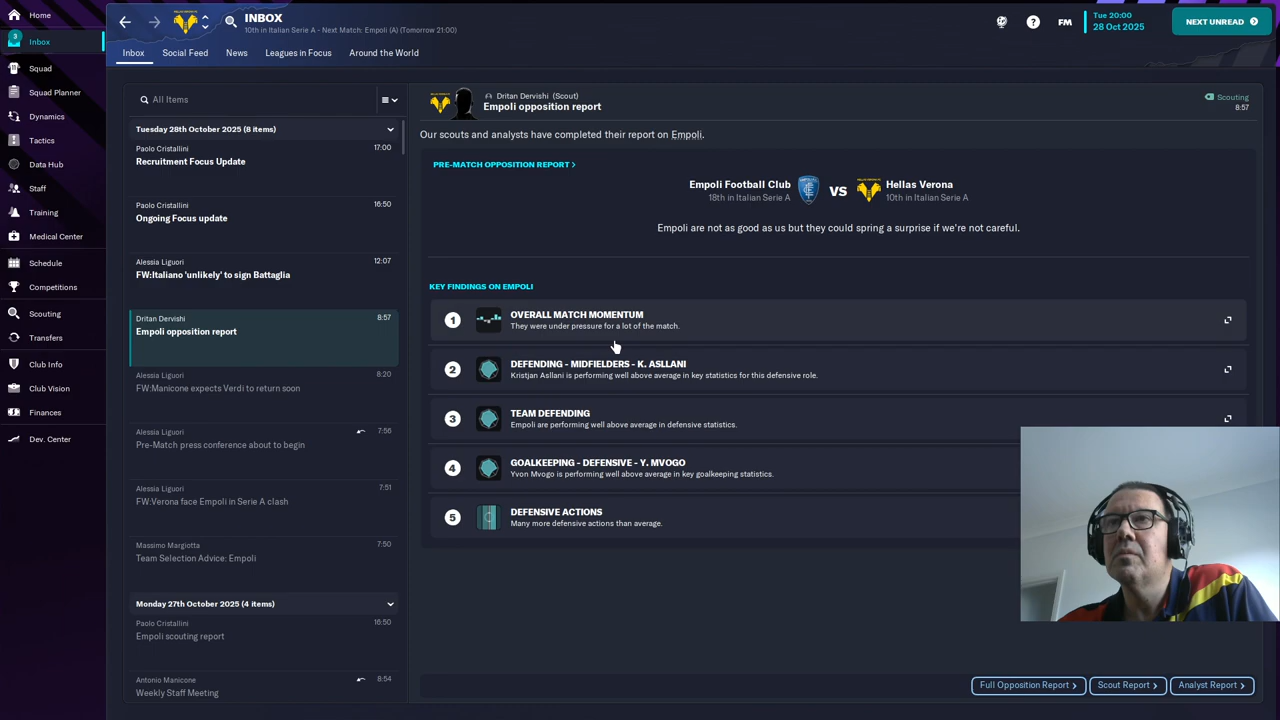 Home
INBOX
10th in Italian Serie A - Next Match: Empoli (A) (Tomorrow 21:00)
FM
Tue 20:00
28 Oct 2025
NEXT UNREAD
3
Inbox
Squad
Squad Planner
Dynamics
Tactics
Data Hub
Staff
Training
Medical Center
Schedule
Competitions
Scouting
Transfers
Club Info
Club Vision
Finances
Dev. Center
Inbox
Social Feed
News
Leagues in Focus
Around the World
All Items
Tuesday 28th October 2025 (8 items)
Paolo Cristallini 17:00
Recruitment Focus Update
Paolo Cristallini 16:50
Ongoing Focus update
Alessia Liguori 12:07
FW:Italiano 'unlikely' to sign Battaglia
Dritan Dervishi 8:57
Empoli opposition report
Alessia Liguori 8:20
FW:Manicone expects Verdi to return soon
Alessia Liguori 7:56
Pre-Match press conference about to begin
Alessia Liguori 7:51
FW:Verona face Empoli in Serie A clash
Massimo Margiotta 7:50
Team Selection Advice: Empoli
Monday 27th October 2025 (4 items)
Paolo Cristallini 16:50
Empoli scouting report
Antonio Manicone 8:54
Weekly Staff Meeting
Dritan Dervishi (Scout)
Empoli opposition report
Scouting
8:57
Our scouts and analysts have completed their report on Empoli.
PRE-MATCH OPPOSITION REPORT >
Empoli Football Club
18th in Italian Serie A
VS
Hellas Verona
10th in Italian Serie A
Empoli are not as good as us but they could spring a surprise if we're not careful.
KEY FINDINGS ON EMPOLI
1 OVERALL MATCH MOMENTUM
They were under pressure for a lot of the match.
2 DEFENDING - MIDFIELDERS - K. ASLLANI
Kristjan Asllani is performing well above average in key statistics for this defensive role.
3 TEAM DEFENDING
Empoli are performing well above average in defensive statistics.
4 GOALKEEPING - DEFENSIVE - Y. MVOGO
Yvon Mvogo is performing well above average in key goalkeeping statistics.
5 DEFENSIVE ACTIONS
Many more defensive actions than average.
Full Opposition Report >
Scout Report >
Analyst Report >